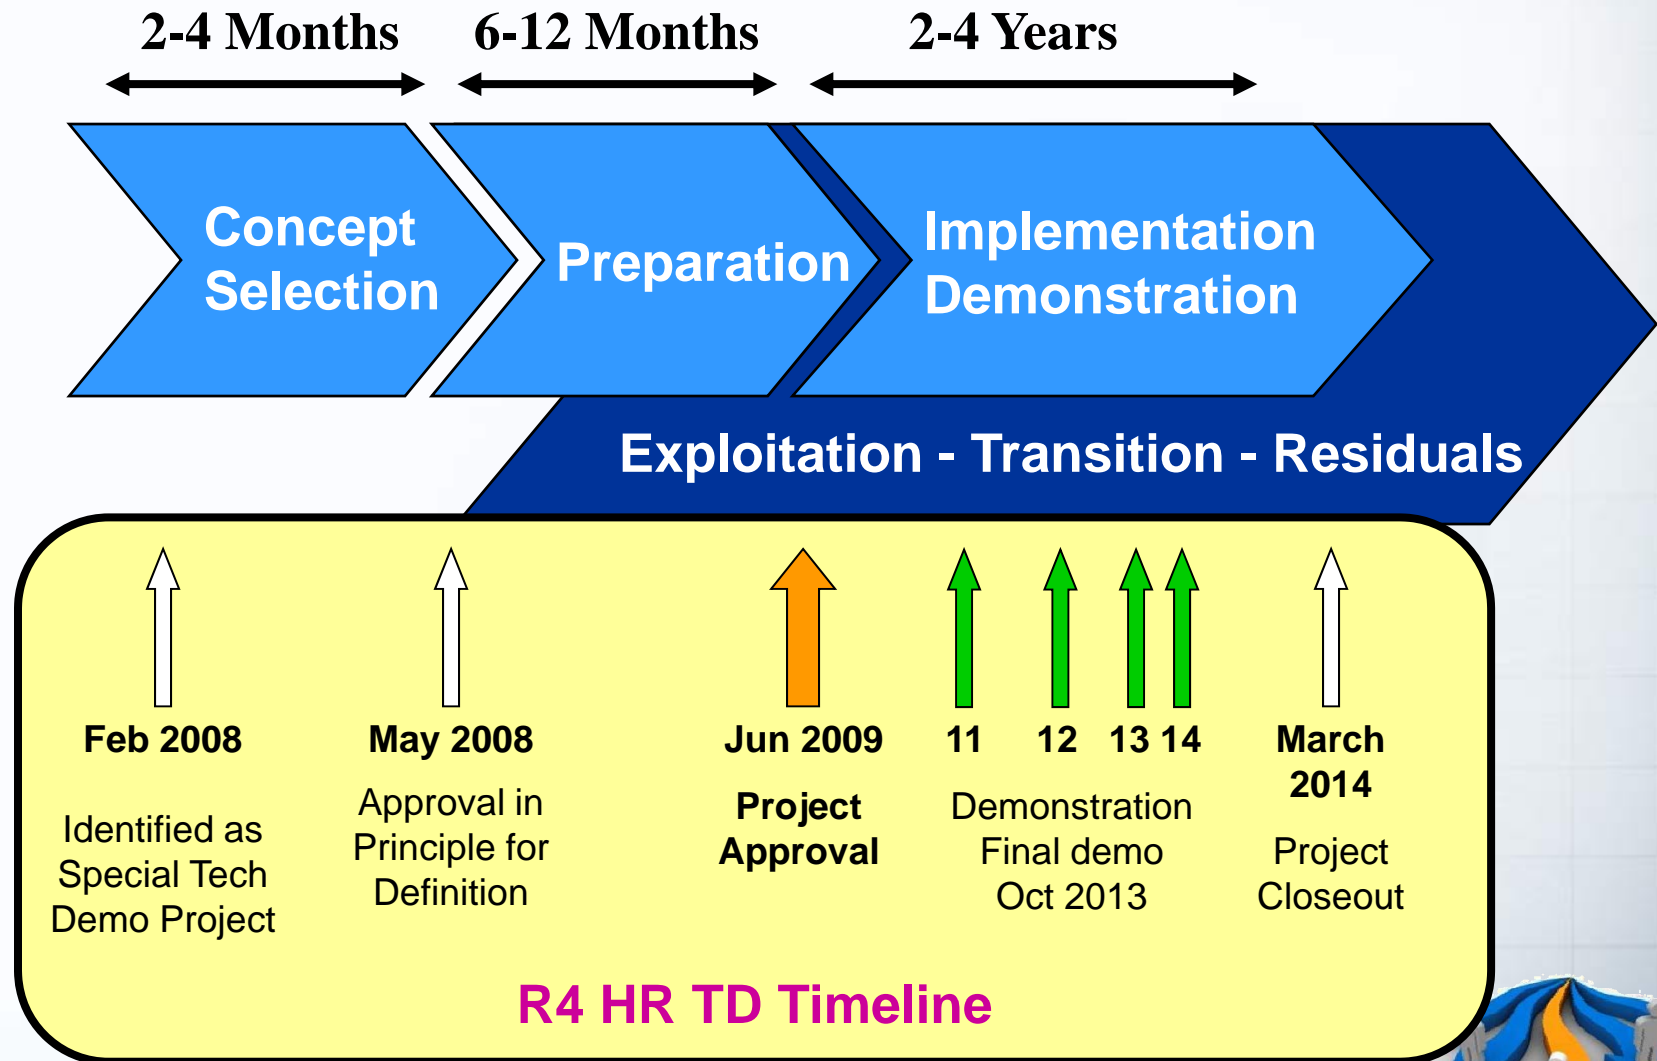 2-4 Months 6-12 Months 2-4 Years
Concept
Selection
Preparation
Implementation
Demonstration
Exploitation - Transition - Residuals
Feb 2008
Identified as
Special Tech
Demo Project
May 2008
Approval in
Principle for
Definition
Jun 2009
Project
Approval
11 12 13 14
Demonstration
Final demo
Oct 2013
March
2014
Project
Closeout
R4 HR TD Timeline